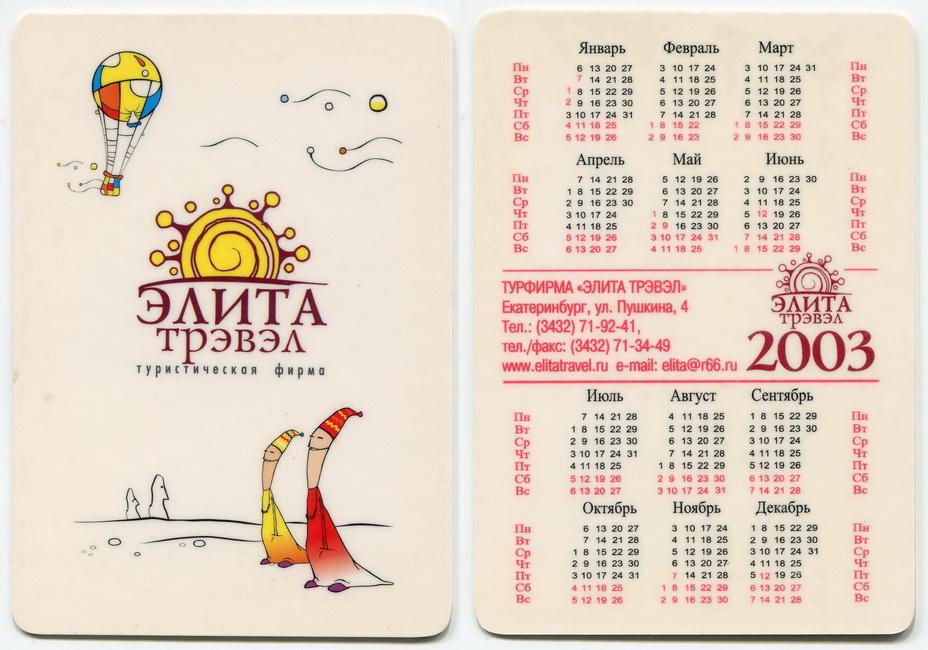 ЭЛИТА
ТРЭВЭЛ
туристическая фирма
Январь Февраль Март
Пн 6 13 20 27 3 10 17 24 3 10 17 24 31 Пн
Вт 7 14 21 28 4 11 18 25 4 11 18 25 Вт
Ср 1 8 15 22 29 5 12 19 26 5 12 19 26 Ср
Чт 2 9 16 23 30 6 13 20 27 6 13 20 27 Чт
Пт 3 10 17 24 31 7 14 21 28 7 14 21 28 Пт
Сб 4 11 18 25 1 8 15 22 1 8 15 22 29 Сб
Вс 5 12 19 26 2 9 16 23 2 9 16 23 30 Вс
Апрель Май Июнь
Пн 7 14 21 28 5 12 19 26 2 9 16 23 30 Пн
Вт 1 8 15 22 29 6 13 20 27 3 10 17 24 Вт
Ср 2 9 16 23 30 7 14 21 28 4 11 18 25 Ср
Чт 3 10 17 24 1 8 15 22 29 5 12 19 26 Чт
Пт 4 11 18 25 2 9 16 23 30 6 13 20 27 Пт
Сб 5 12 19 26 3 10 17 24 31 7 14 21 28 Сб
Вс 6 13 20 27 4 11 18 25 1 8 15 22 29 Вс
ТУРФИРМА «ЭЛИТА ТРЭВЭЛ»
Екатеринбург, ул. Пушкина, 4
Тел.: (3432) 71-92-41,
тел./факс: (3432) 71-34-49
www.elitatravel.ru e-mail: elita@r66.ru
ЭЛИТА
ТРЭВЭЛ
2003
Июль Август Сентябрь
Пн 7 14 21 28 4 11 18 25 1 8 15 22 29 Пн
Вт 1 8 15 22 29 5 12 19 26 2 9 16 23 30 Вт
Ср 2 9 16 23 30 6 13 20 27 3 10 17 24 Ср
Чт 3 10 17 24 31 7 14 21 28 4 11 18 25 Чт
Пт 4 11 18 25 1 8 15 22 29 5 12 19 26 Пт
Сб 5 12 19 26 2 9 16 23 30 6 13 20 27 Сб
Вс 6 13 20 27 3 10 17 24 31 7 14 21 28 Вс
Октябрь Ноябрь Декабрь
Пн 6 13 20 27 3 10 17 24 1 8 15 22 29 Пн
Вт 7 14 21 28 4 11 18 25 2 9 16 23 30 Вт
Ср 1 8 15 22 29 5 12 19 26 3 10 17 24 31 Ср
Чт 2 9 16 23 30 6 13 20 27 4 11 18 25 Чт
Пт 3 10 17 24 31 7 14 21 28 5 12 19 26 Пт
Сб 4 11 18 25 1 8 15 22 29 6 13 20 27 Сб
Вс 5 12 19 26 2 9 16 23 30 7 14 21 28 Вс